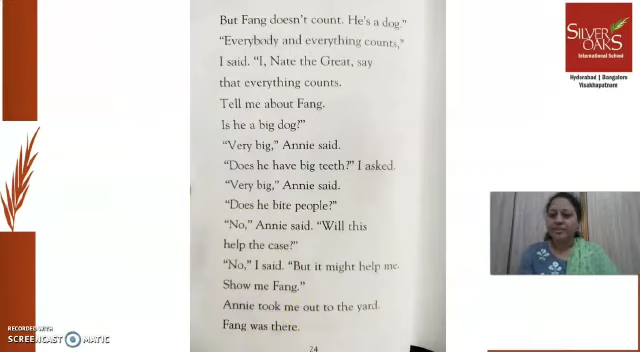 But Fang doesn't count. He's a dog."
"Everybody and everything counts,"
I said. "I, Nate the Great, say
that everything counts.
Tell me about Fang.
Is he a big dog?"
"Very big," Annie said.
"Does he have big teeth?" I asked.
"Very big," Annie said.
"Does he bite people?"
"No," Annie said. "Will this
help the case?"
"No," I said. "But it might help me.
Show me Fang."
Annie took me out to the yard.
Fang was there.
24
SILVER
OAKS
International School
Hyderabad | Bangalore
Visakhapatnam
RECORDED WITH
SCREENCAST MATIC